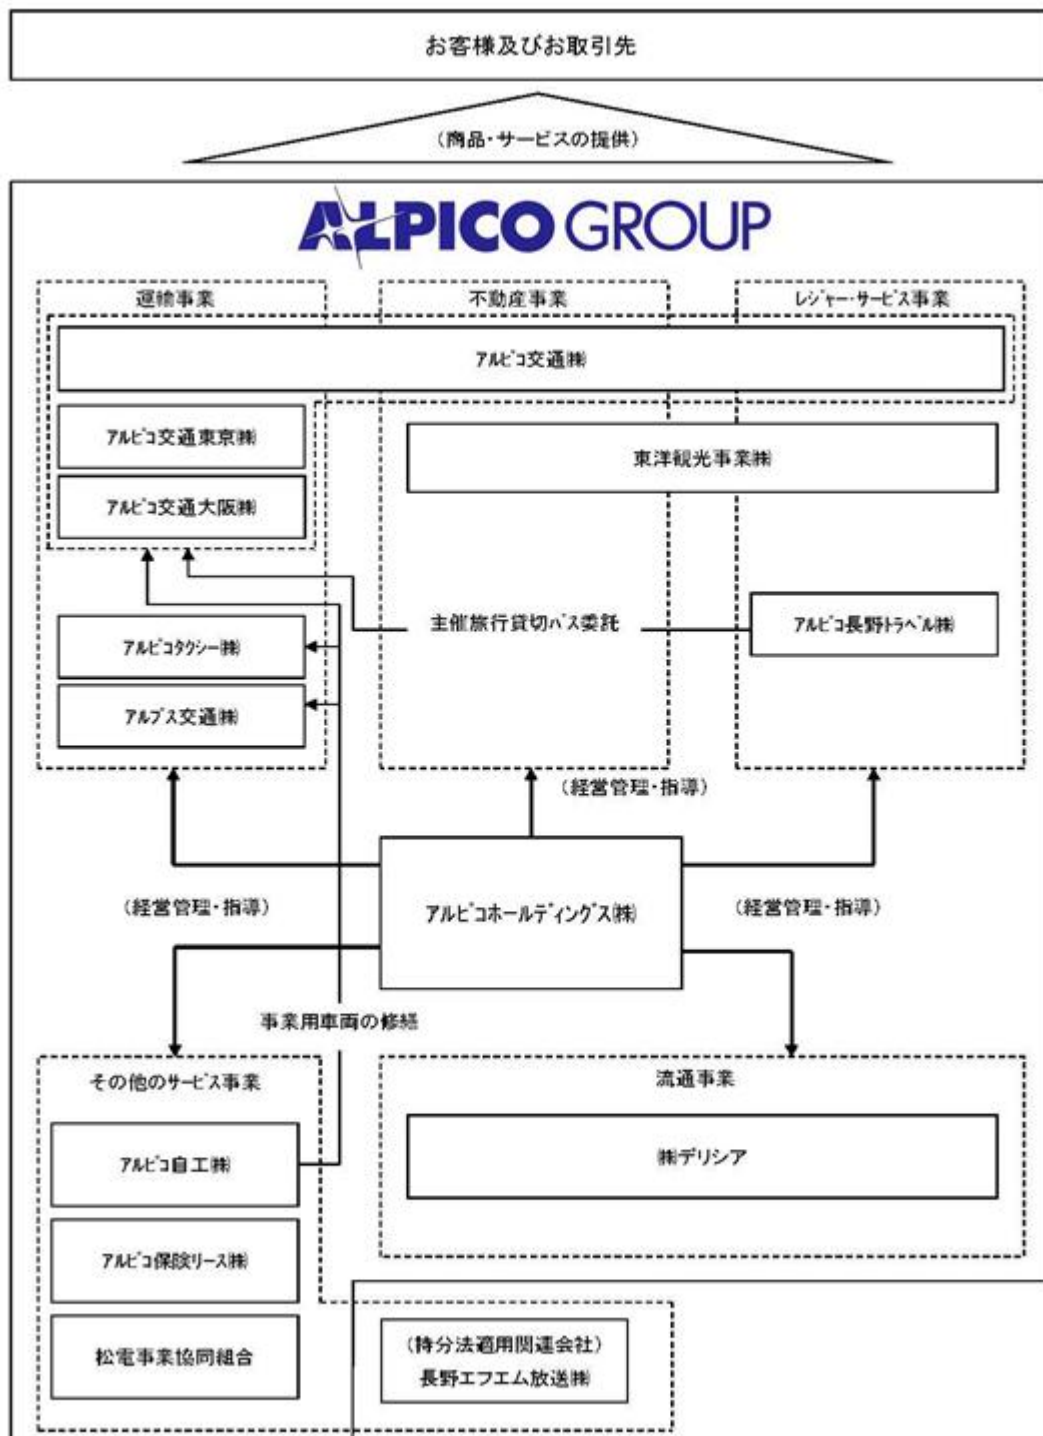 お客様及びお取引先
(商品・サービスの提供)
ALPICO GROUP
運輸事業
不動産事業
ﾚｼﾞｬｰ・ｻｰﾋﾞｽ事業
ｱﾙﾋﾟｺ交通㈱
ｱﾙﾋﾟｺ交通東京㈱
東洋観光事業㈱
ｱﾙﾋﾟｺ交通大阪㈱
主催旅行貸切ﾊﾞｽ委託
ｱﾙﾋﾟｺ長野ﾄﾗﾍﾞﾙ㈱
ｱﾙﾋﾟｺﾀｸｼｰ㈱
ｱﾙﾌﾟｽ交通㈱
(経営管理・指導)
ｱﾙﾋﾟｺﾎｰﾙﾃﾞｨﾝｸﾞｽ㈱
(経営管理・指導)
(経営管理・指導)
事業用車両の修繕
その他のｻｰﾋﾞｽ事業
流通事業
ｱﾙﾋﾟｺ自工㈱
㈱デリシア
ｱﾙﾋﾟｺ保険リース㈱
松電事業協同組合
(持分法適用関連会社)
長野エフエム放送㈱